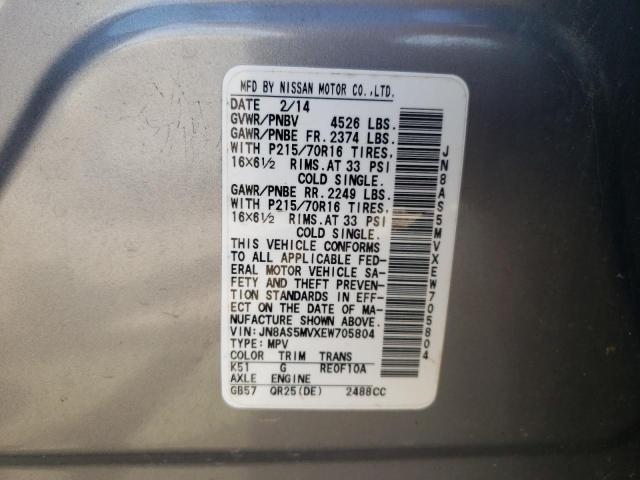 MFD BY NISSAN MOTOR CO.,LTD.
DATE 2/14
GVWR/PNBV 4526 LBS.
GAWR/PNBE FR. 2374 LBS.
WITH P215/70R16 TIRES,
16X6½ RIMS. AT 33 PSI
COLD SINGLE.
GAWR/PNBE RR. 2249 LBS.
WITH P215/70R16 TIRES,
16X6½ RIMS. AT 33 PSI
COLD SINGLE.
THIS VEHICLE CONFORMS
TO ALL APPLICABLE FED-
ERAL MOTOR VEHICLE SA-
FETY AND THEFT PREVEN-
TION STANDARDS IN EFF-
ECT ON THE DATE OF MA-
NUFACTURE SHOWN ABOVE.
VIN: JN8AS5MVXEW705804
TYPE: MPV
COLOR TRIM TRANS
K51 G RE0F10A
AXLE ENGINE
GB57 QR25(DE) 2488CC
JN8AS5MVXEW705804